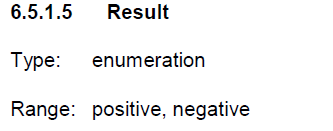 6.5.1.5 Result
Type: enumeration
Range: positive, negative